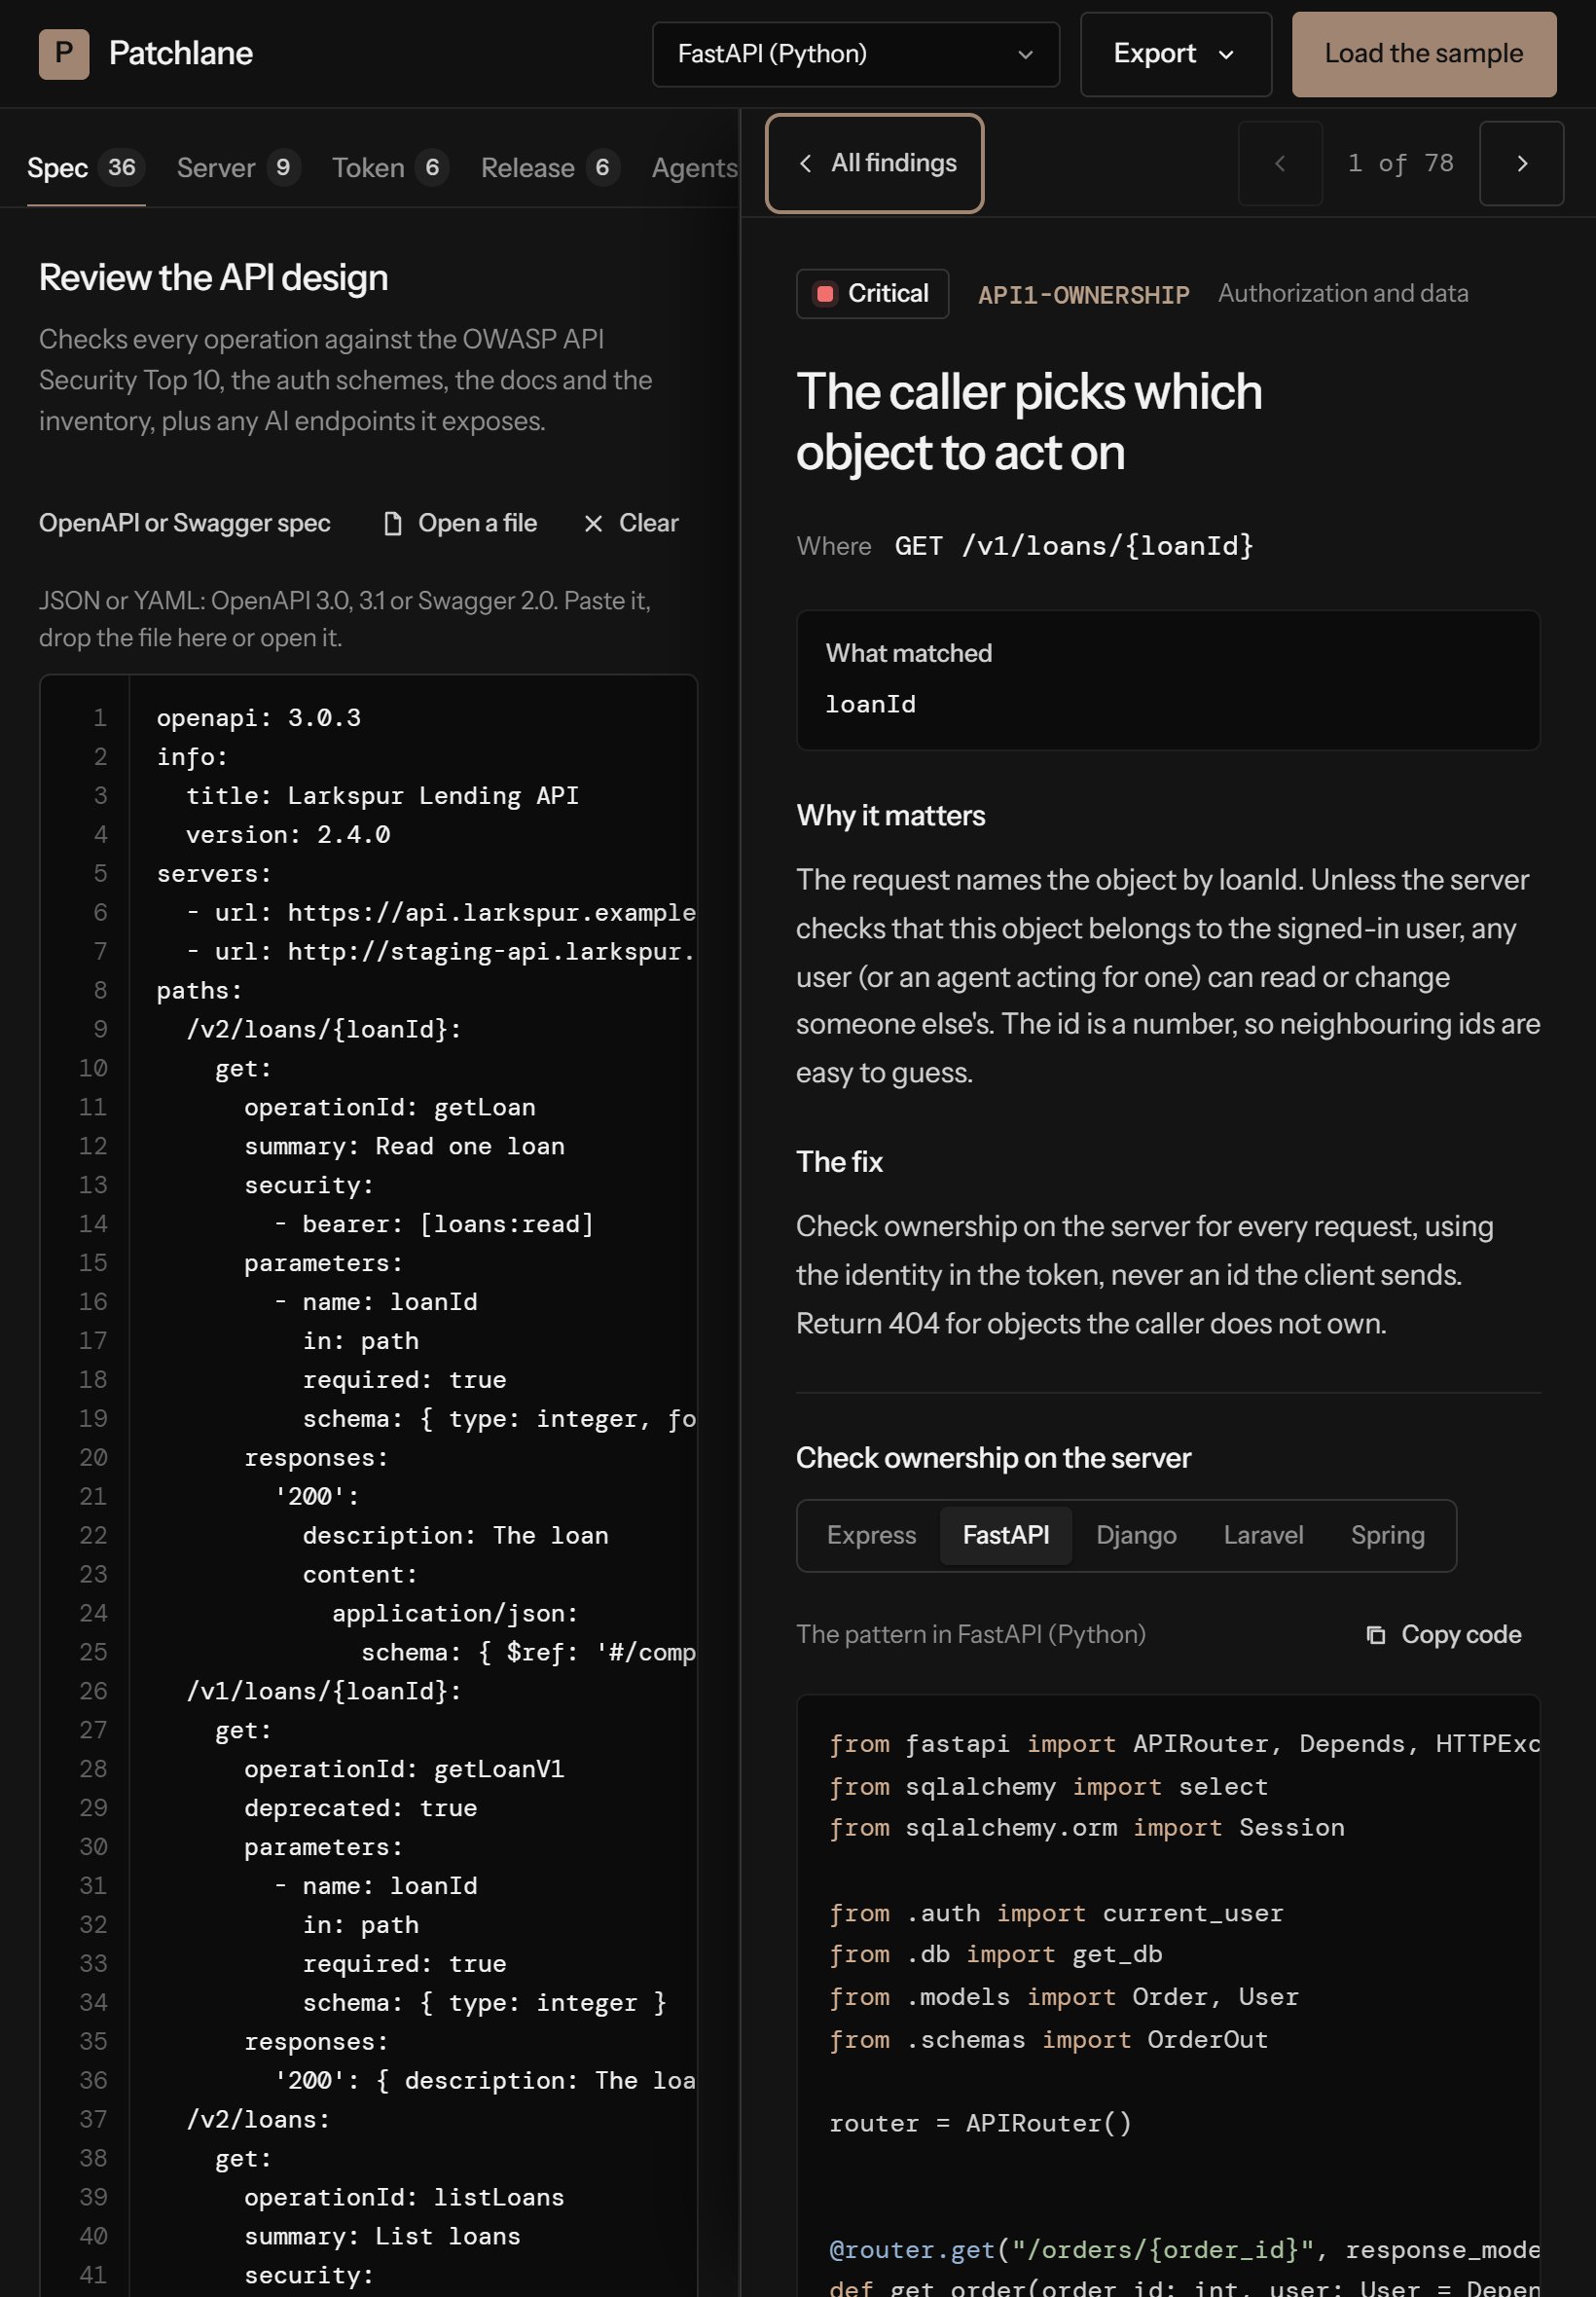 P Patchlane
FastAPI (Python)
Export
Load the sample
Spec 36
Server 9
Token 6
Release 6
Agents
Review the API design
Checks every operation against the OWASP API
Security Top 10, the auth schemes, the docs and the
inventory, plus any AI endpoints it exposes.
OpenAPI or Swagger spec
Open a file
Clear
JSON or YAML: OpenAPI 3.0, 3.1 or Swagger 2.0. Paste it,
drop the file here or open it.
1 openapi: 3.0.3
2 info:
3 title: Larkspur Lending API
4 version: 2.4.0
5 servers:
6 - url: https://api.larkspur.example
7 - url: http://staging-api.larkspur.
8 paths:
9 /v2/loans/{loanId}:
10 get:
11 operationId: getLoan
12 summary: Read one loan
13 security:
14 - bearer: [loans:read]
15 parameters:
16 - name: loanId
17 in: path
18 required: true
19 schema: { type: integer, fo
20 responses:
21 '200':
22 description: The loan
23 content:
24 application/json:
25 schema: { $ref: '#/comp
26 /v1/loans/{loanId}:
27 get:
28 operationId: getLoanV1
29 deprecated: true
30 parameters:
31 - name: loanId
32 in: path
33 required: true
34 schema: { type: integer }
35 responses:
36 '200': { description: The loa
37 /v2/loans:
38 get:
39 operationId: listLoans
40 summary: List loans
41 security:
All findings
1 of 78
Critical
API1-OWNERSHIP
Authorization and data
The caller picks which
object to act on
Where GET /v1/loans/{loanId}
What matched
loanId
Why it matters
The request names the object by loanId. Unless the server
checks that this object belongs to the signed-in user, any
user (or an agent acting for one) can read or change
someone else's. The id is a number, so neighbouring ids are
easy to guess.
The fix
Check ownership on the server for every request, using
the identity in the token, never an id the client sends.
Return 404 for objects the caller does not own.
Check ownership on the server
Express
FastAPI
Django
Laravel
Spring
The pattern in FastAPI (Python)
Copy code
from fastapi import APIRouter, Depends, HTTPExc
from sqlalchemy import select
from sqlalchemy.orm import Session
from .auth import current_user
from .db import get_db
from .models import Order, User
from .schemas import OrderOut
router = APIRouter()
@router.get("/orders/{order_id}", response_mode
def get_order(order_id: int, user: User = Depen